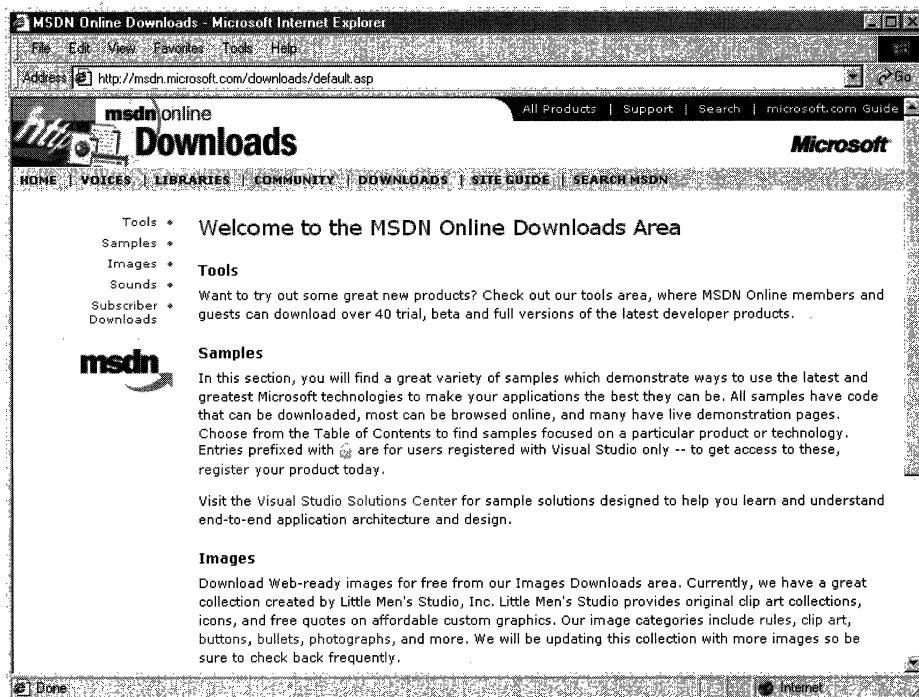 MSDN Online Downloads - Microsoft Internet Explorer
File Edit View Favorites Tools Help
Address http://msdn.microsoft.com/downloads/default.asp Go
http
msdn online
Downloads
All Products | Support | Search | microsoft.com Guide
Microsoft
HOME | VOICES | LIBRARIES | COMMUNITY | DOWNLOADS | SITE GUIDE | SEARCH MSDN
Tools
Samples
Images
Sounds
Subscriber
Downloads
msdn
Welcome to the MSDN Online Downloads Area
Tools
Want to try out some great new products? Check out our tools area, where MSDN Online members and
guests can download over 40 trial, beta and full versions of the latest developer products.
Samples
In this section, you will find a great variety of samples which demonstrate ways to use the latest and
greatest Microsoft technologies to make your applications the best they can be. All samples have code
that can be downloaded, most can be browsed online, and many have live demonstration pages.
Choose from the Table of Contents to find samples focused on a particular product or technology.
Entries prefixed with are for users registered with Visual Studio only -- to get access to these,
register your product today.
Visit the Visual Studio Solutions Center for sample solutions designed to help you learn and understand
end-to-end application architecture and design.
Images
Download Web-ready images for free from our Images Downloads area. Currently, we have a great
collection created by Little Men's Studio, Inc. Little Men's Studio provides original clip art collections,
icons, and free quotes on affordable custom graphics. Our image categories include rules, clip art,
buttons, bullets, photographs, and more. We will be updating this collection with more images so be
sure to check back frequently.
Done Internet